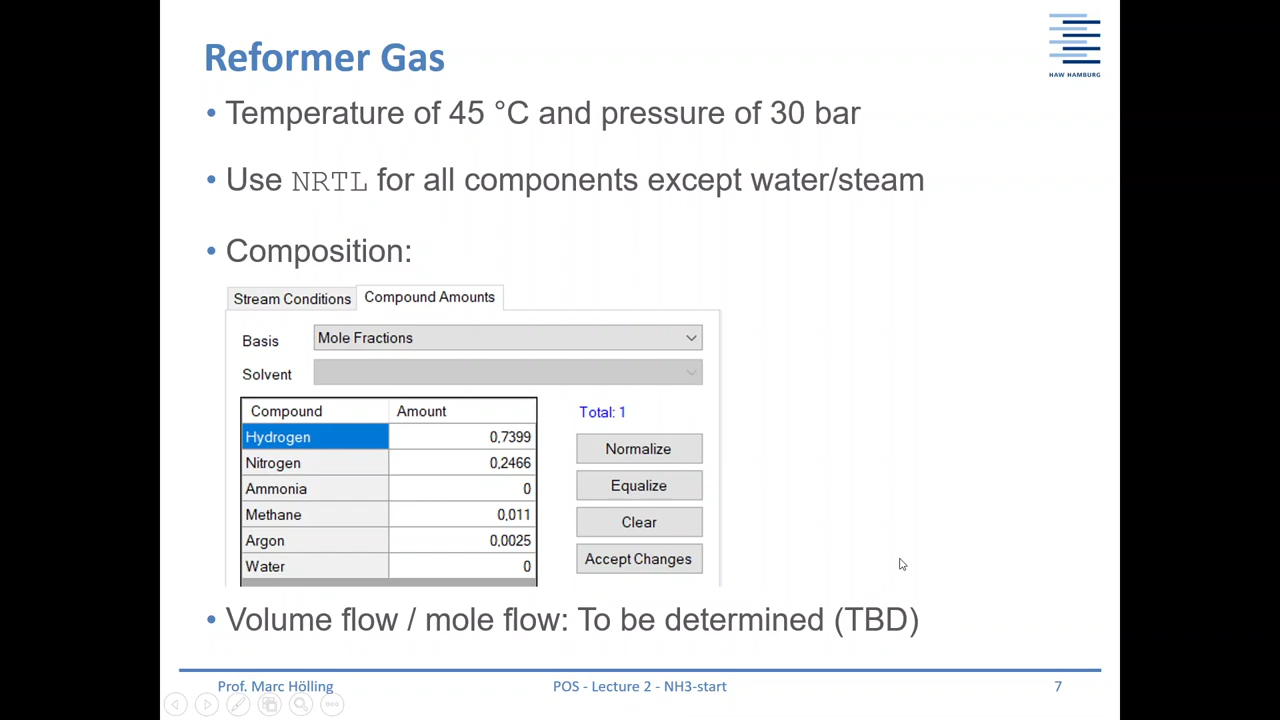 Reformer Gas
HAW HAMBURG
• Temperature of 45 °C and pressure of 30 bar
• Use NRTL for all components except water/steam
• Composition:
Stream Conditions Compound Amounts
Basis Mole Fractions
Solvent
Compound Amount Total: 1
Hydrogen 0,7399 Normalize
Nitrogen 0,2466 Equalize
Ammonia 0
Methane 0,011 Clear
Argon 0,0025 Accept Changes
Water 0
• Volume flow / mole flow: To be determined (TBD)
Prof. Marc Hölling POS - Lecture 2 - NH3-start 7